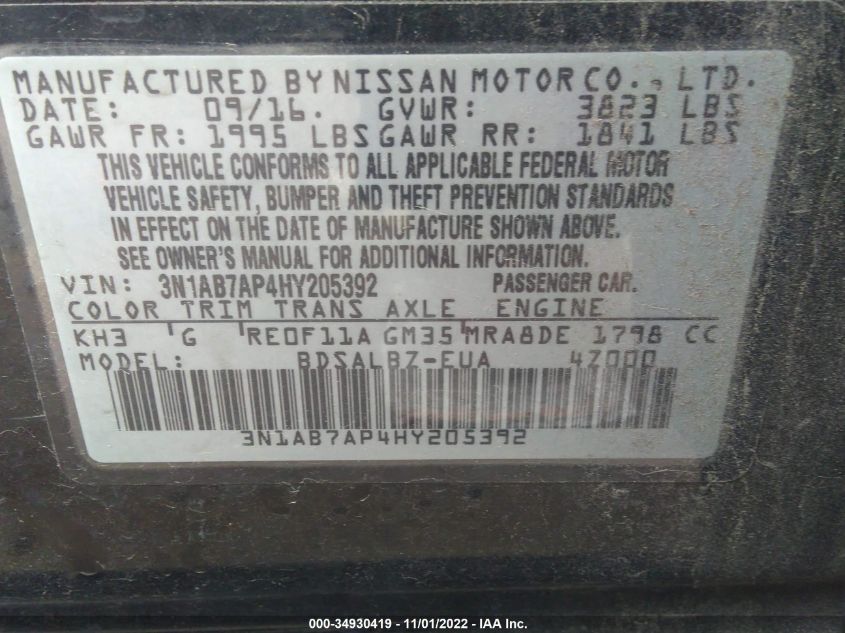 MANUFACTURED BY NISSAN MOTOR CO., LTD.
DATE: 09/16. GVWR: 3823 LBS
GAWR FR: 1995 LBS GAWR RR: 1841 LBS
THIS VEHICLE CONFORMS TO ALL APPLICABLE FEDERAL MOTOR
VEHICLE SAFETY, BUMPER AND THEFT PREVENTION STANDARDS
IN EFFECT ON THE DATE OF MANUFACTURE SHOWN ABOVE.
SEE OWNER'S MANUAL FOR ADDITIONAL INFORMATION.
VIN: 3N1AB7AP4HY205392 PASSENGER CAR.
COLOR TRIM TRANS AXLE ENGINE
KH3 G RE0F11A GM35 MRA8DE 1798 CC
MODEL: BDSALBZ-EUA 4Z000
3N1AB7AP4HY205392
000-34930419 - 11/01/2022 - IAA Inc.